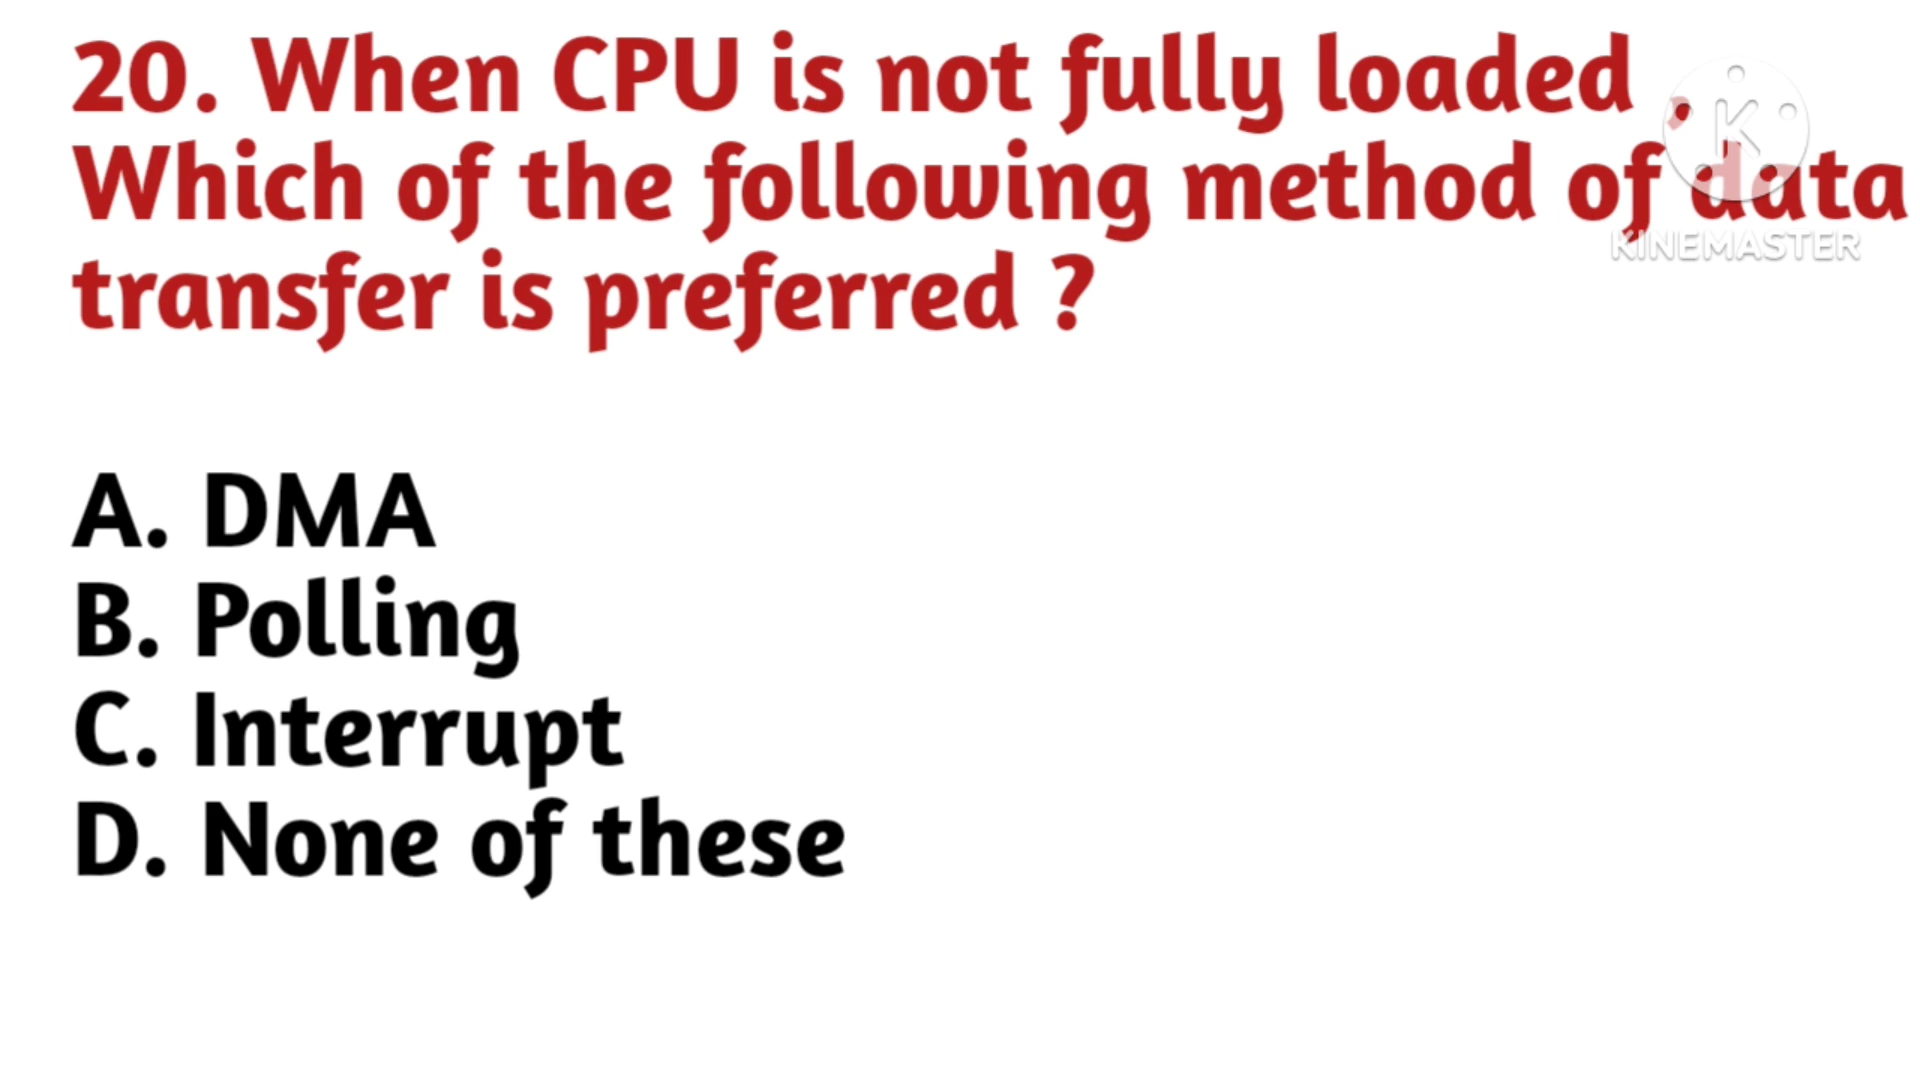 20. When CPU is not fully loaded,
Which of the following method of data
transfer is preferred ?
A. DMA
B. Polling
C. Interrupt
D. None of these
K
KINEMASTER